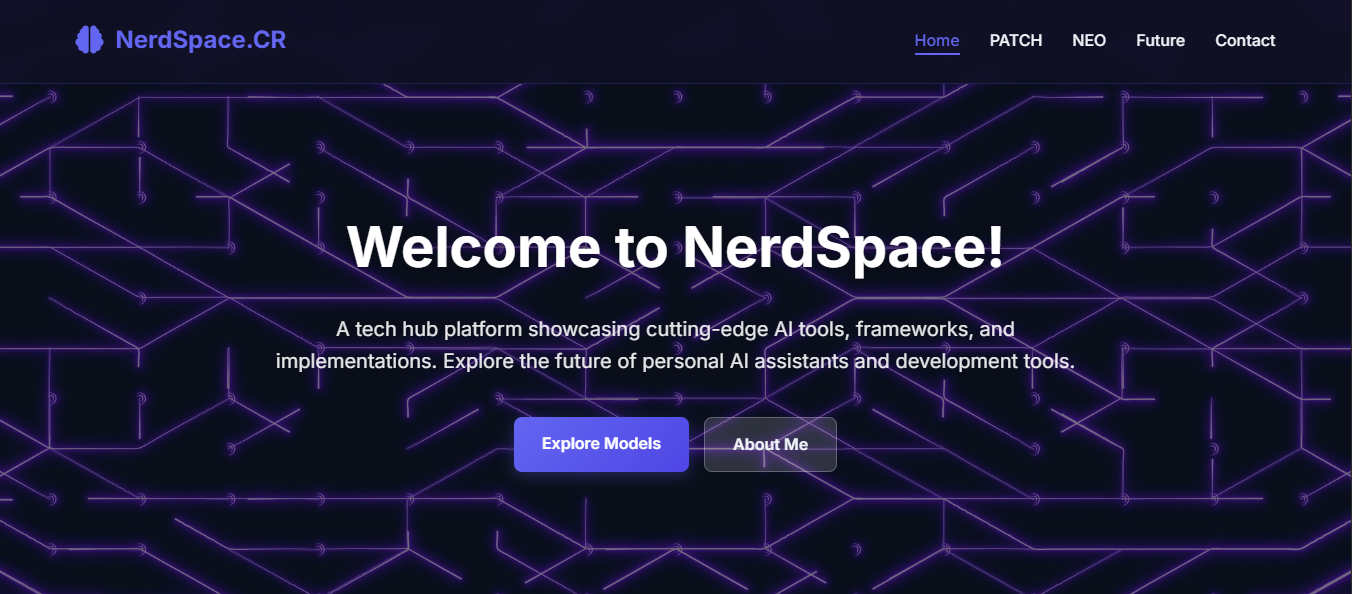 NerdSpace.CR
Home PATCH NEO Future Contact
Welcome to NerdSpace!
A tech hub platform showcasing cutting-edge AI tools, frameworks, and
implementations. Explore the future of personal AI assistants and development tools.
Explore Models
About Me